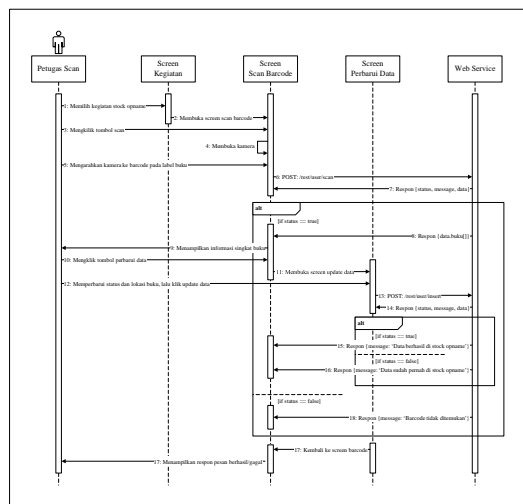 Petugas Scan
Screen
Kegiatan
Screen
Scan Barcode
Screen
Perbarui Data
Web Service
1: Memilih kegiatan stock opname
2: Membuka screen scan barcode
3: Mengklik tombol scan
4: Membuka kamera
5: Mengarahkan kamera ke barcode pada label buku
6: POST: /rest/user/scan
7: Respon {status, message, data}
alt
[if status == true]
8: Respon {data.buku[]}
9: Menampilkan informasi singkat buku
10: Mengklik tombol perbarui data
11: Membuka screen update data
12: Memperbarui status dan lokasi buku, lalu klik update data
13: POST: /rest/user/insert
14: Respon {status, message, data}
alt
[if status == true]
15: Respon {message: 'Data berhasil di stock opname'}
[if status == false]
16: Respon {message: 'Data sudah pernah di stock opname'}
[if status == false]
18: Respon {message: 'Barcode tidak ditemukan'}
17: Kembali ke screen barcode
17: Menampilkan respon pesan berhasil/gagal